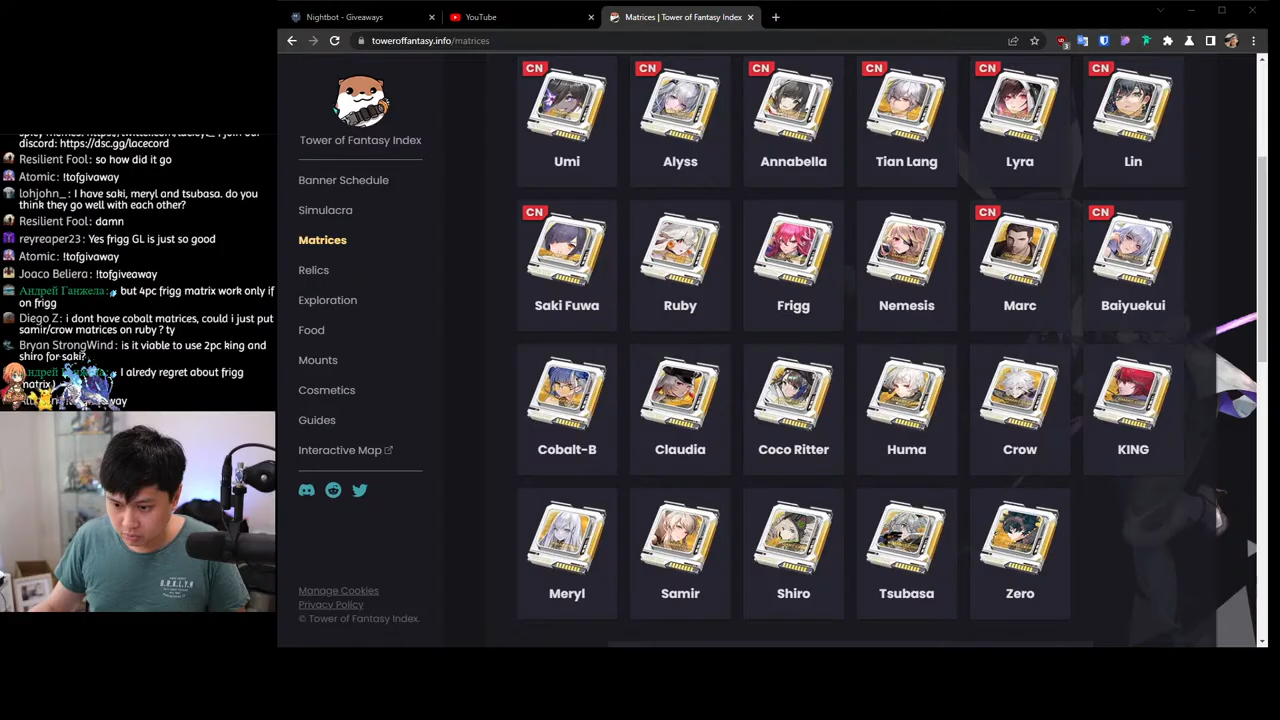 Nightbot - Giveaways
YouTube
Matrices | Tower of Fantasy Index
toweroffantasy.info/matrices
3
discord: https://dsc.gg/lacecord
Resilient Fool: so how did it go
Atomic: !tofgiveaway
lohjohn_: I have saki, meryl and tsubasa. do you
think they go well with each other?
Resilient Fool: damn
reyreaper23: Yes frigg GL is just so good
Atomic: !tofgiveaway
Joaco Beliera: !tofgiveaway
Андрей Ганжела: but 4pc frigg matrix work only if
on frigg
Diego Z: i dont have cobalt matrices, could i just put
samir/crow matrices on ruby ? ty
Bryan StrongWind: is it viable to use 2pc king and
shiro for saki?
Андрей Ганжела: I alredy regret about frigg
matrix )
Tower of Fantasy Index
Banner Schedule
Simulacra
Matrices
Relics
Exploration
Food
Mounts
Cosmetics
Guides
Interactive Map
Manage Cookies
Privacy Policy
© Tower of Fantasy Index.
CN CN CN CN CN CN
Umi Alyss Annabella Tian Lang Lyra Lin
CN CN CN
Saki Fuwa Ruby Frigg Nemesis Marc Baiyuekui
Cobalt-B Claudia Coco Ritter Huma Crow KING
Meryl Samir Shiro Tsubasa Zero
B.R.K.L.Y.N